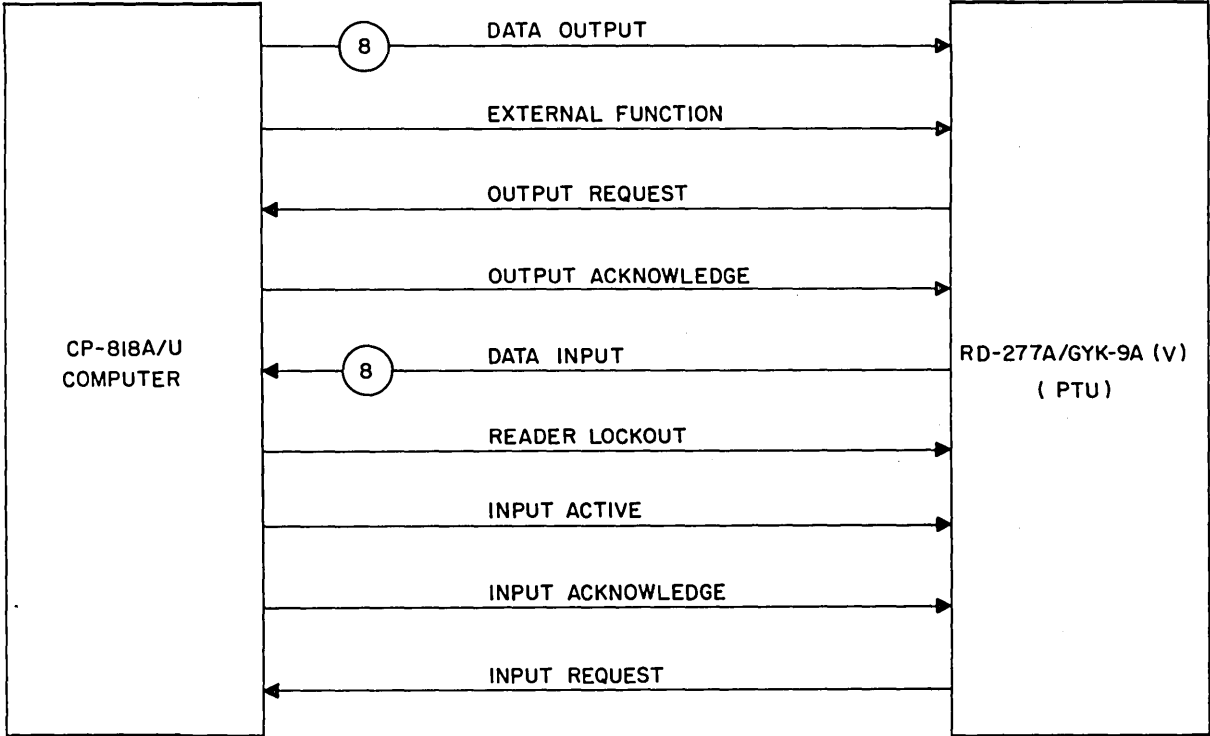 DATA OUTPUT
8
EXTERNAL FUNCTION
OUTPUT REQUEST
OUTPUT ACKNOWLEDGE
CP-818A/U
COMPUTER
DATA INPUT
8
RD-277A/GYK-9A (V)
( PTU )
READER LOCKOUT
INPUT ACTIVE
INPUT ACKNOWLEDGE
INPUT REQUEST